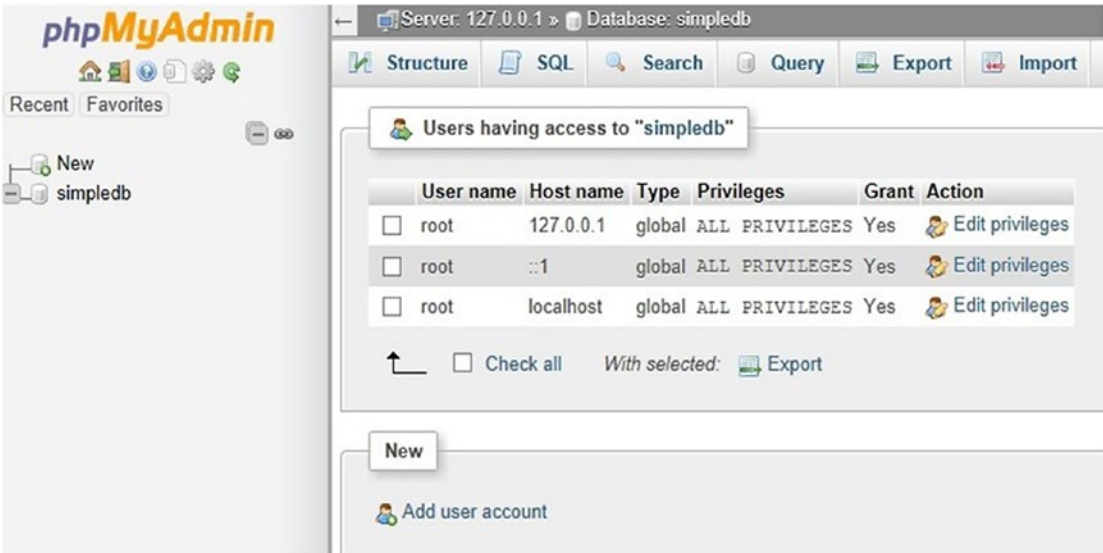 phpMyAdmin
Recent Favorites
New
simpledb
Server: 127.0.0.1 » Database: simpledb
Structure SQL Search Query Export Import
Users having access to "simpledb"
User name Host name Type Privileges Grant Action
root 127.0.0.1 global ALL PRIVILEGES Yes Edit privileges
root ::1 global ALL PRIVILEGES Yes Edit privileges
root localhost global ALL PRIVILEGES Yes Edit privileges
Check all With selected: Export
New
Add user account